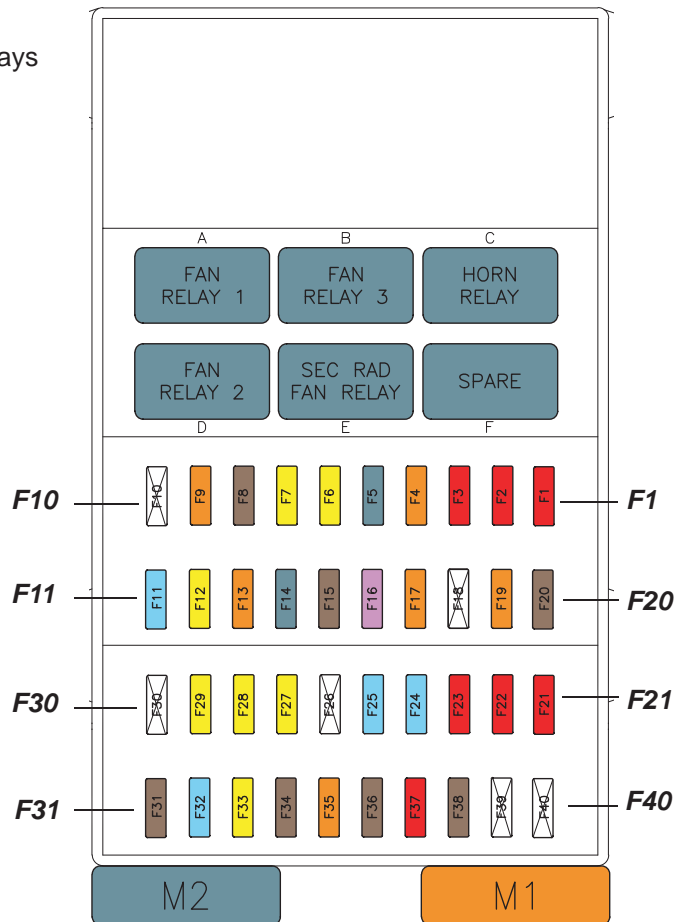 ays
A B C
FAN RELAY 1
FAN RELAY 3
HORN RELAY
FAN RELAY 2
SEC RAD FAN RELAY
SPARE
D E F
F10 F10 F9 F8 F7 F6 F5 F4 F3 F2 F1 F1
F11 F11 F12 F13 F14 F15 F16 F17 F18 F19 F20 F20
F30 F30 F29 F28 F27 F26 F25 F24 F23 F22 F21 F21
F31 F31 F32 F33 F34 F35 F36 F37 F38 F39 F40 F40
M2 M1